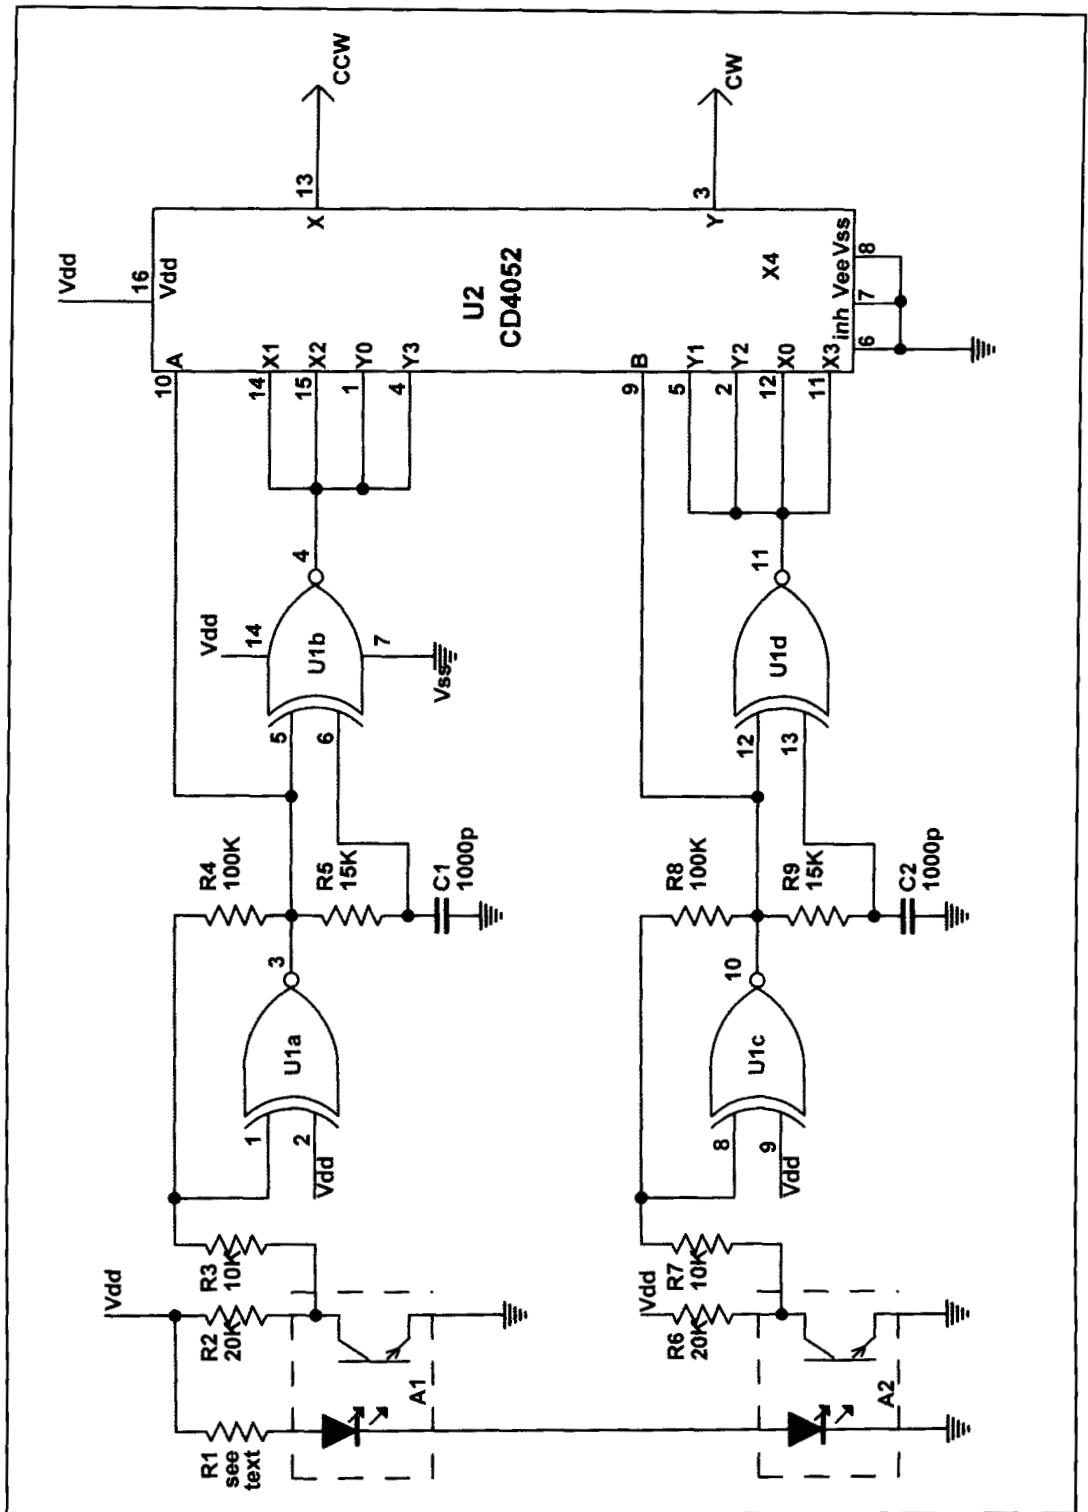 Vdd
R1
see
text
R2
20K
R3
10K
A1
1
2
Vdd
U1a
3
R4
100K
R5
15K
C1
1000p
5
6
Vdd
14
U1b
7
Vss
4
10
A
14
X1
15
X2
1
Y0
4
Y3
Vdd
16
Vdd
U2
CD4052
X
13
CCW
Vdd
R6
20K
R7
10K
A2
8
9
Vdd
U1c
10
R8
100K
R9
15K
C2
1000p
12
13
U1d
11
9
B
5
Y1
2
Y2
12
X0
11
X3
X4
6
inh
7
Vee
8
Vss
Y
3
CW